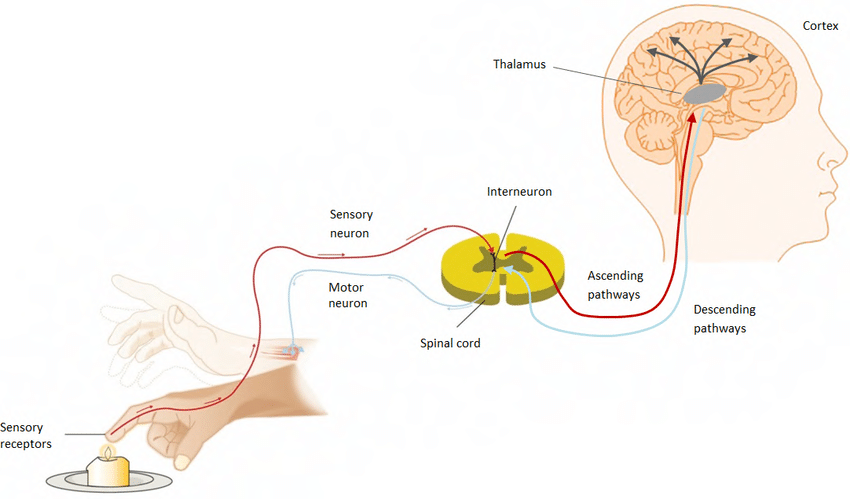 Cortex
Thalamus
Interneuron
Sensory
neuron
Ascending
pathways
Motor
neuron
Descending
pathways
Spinal cord
Sensory
receptors